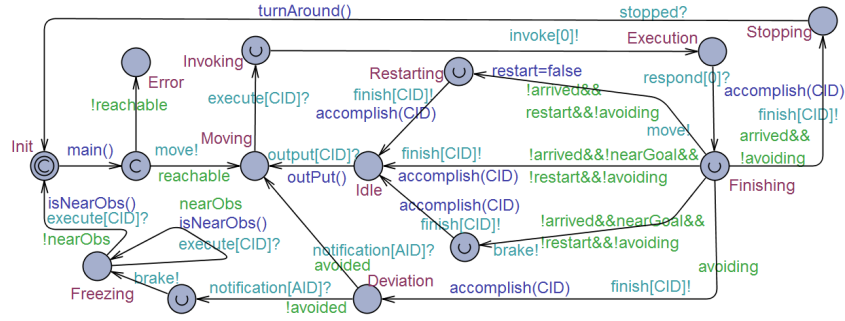 turnAround()
stopped?
Stopping
invoke[0]!
Execution
Invoking
Restarting
restart=false
respond[0]?
Error
!reachable
execute[CID]?
finish[CID]!
accomplish(CID)
!arrived&&
restart&&!avoiding
accomplish(CID)
finish[CID]!
Init
main()
move!
reachable
Moving
output[CID]?
outPut()
Idle
finish[CID]!
accomplish(CID)
!arrived&&!nearGoal&&
!restart&&!avoiding
move!
arrived&&
!avoiding
Finishing
isNearObs()
execute[CID]?
!nearObs
nearObs
isNearObs()
execute[CID]?
accomplish(CID)
finish[CID]!
brake!
!arrived&&nearGoal&&
!restart&&!avoiding
notification[AID]?
avoided
avoiding
Freezing
brake!
notification[AID]?
!avoided
Deviation
accomplish(CID)
finish[CID]!